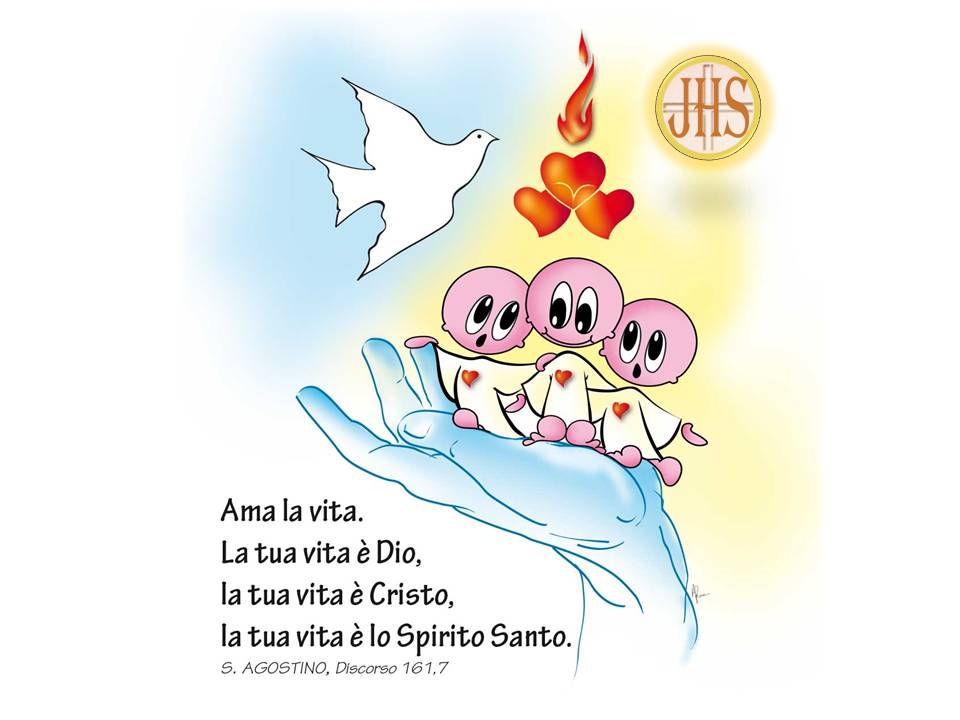 JHS
Ama la vita.
La tua vita è Dio,
la tua vita è Cristo,
la tua vita è lo Spirito Santo.
S. AGOSTINO, Discorso 161,7